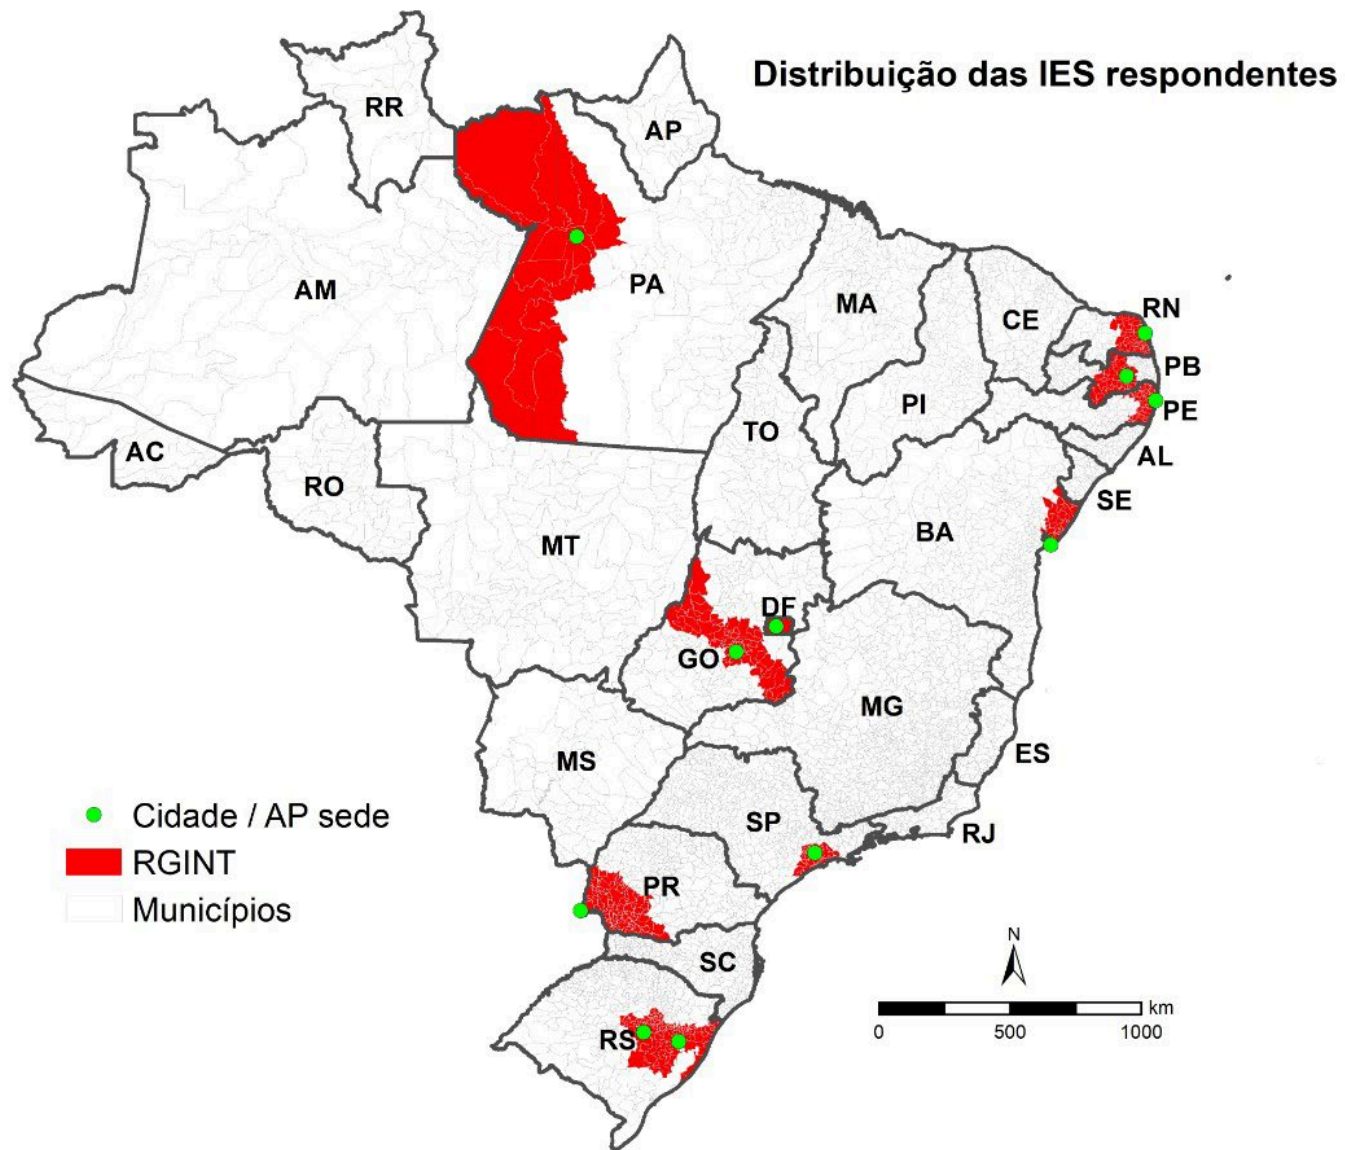 Distribuição das IES respondentes
RR
AP
AM
PA
MA
CE
RN
PB
PE
PI
TO
AC
RO
AL
SE
BA
MT
DF
GO
MG
ES
MS
SP
RJ
Cidade / AP sede
RGINT
Municípios
PR
SC
RS
N
km
0 500 1000